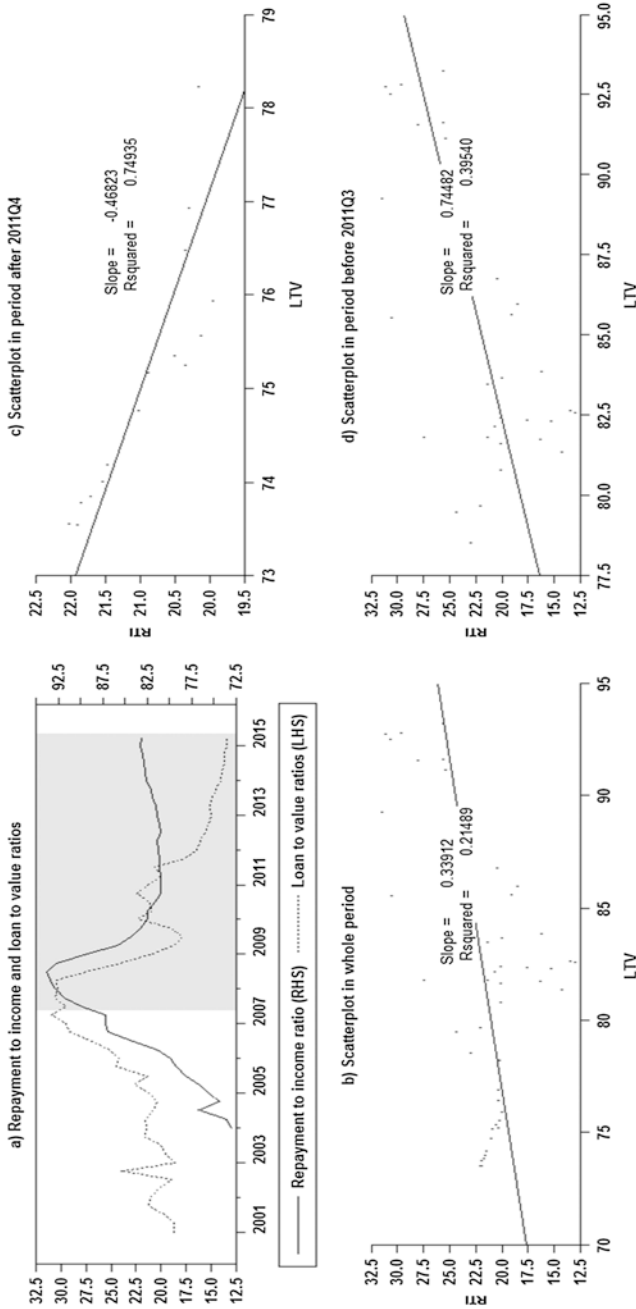 a) Repayment to income and loan to value ratios
32.5
30.0
27.5
25.0
22.5
20.0
17.5
15.0
12.5
92.5
87.5
82.5
77.5
72.5
2001 2003 2005 2007 2009 2011 2013 2015
Repayment to income ratio (RHS) Loan to value ratios (LHS)
b) Scatterplot in whole period
32.5
30.0
27.5
25.0
22.5
20.0
17.5
15.0
12.5
RTI
Slope = 0.33912
Rsquared = 0.21489
70 75 80 85 90 95
LTV
c) Scatterplot in period after 2011Q4
22.5
22.0
21.5
21.0
20.5
20.0
19.5
RTI
Slope = -0.46823
Rsquared = 0.74935
73 74 75 76 77 78 79
LTV
d) Scatterplot in period before 2011Q3
32.5
30.0
27.5
25.0
22.5
20.0
17.5
15.0
12.5
RTI
Slope = 0.74482
Rsquared = 0.39540
77.5 80.0 82.5 85.0 87.5 90.0 92.5 95.0
LTV